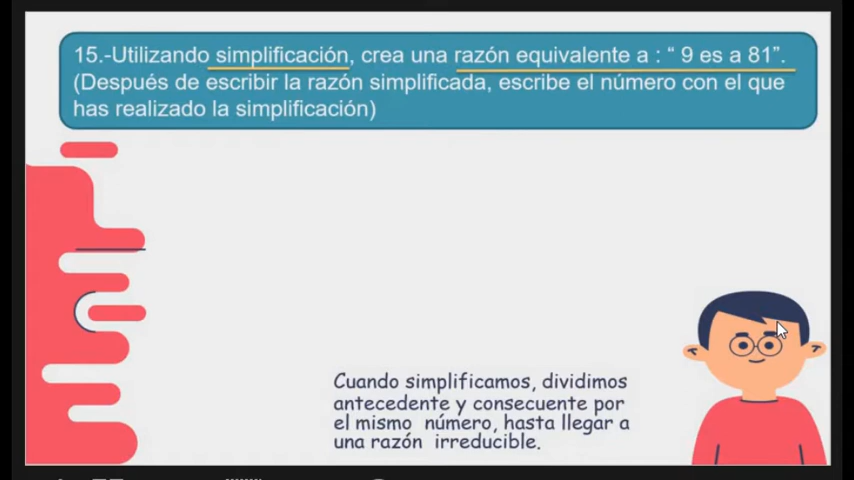 15.-Utilizando simplificación, crea una razón equivalente a : “ 9 es a 81”.
(Después de escribir la razón simplificada, escribe el número con el que
has realizado la simplificación)
Cuando simplificamos, dividimos
antecedente y consecuente por
el mismo número, hasta llegar a
una razón irreducible.